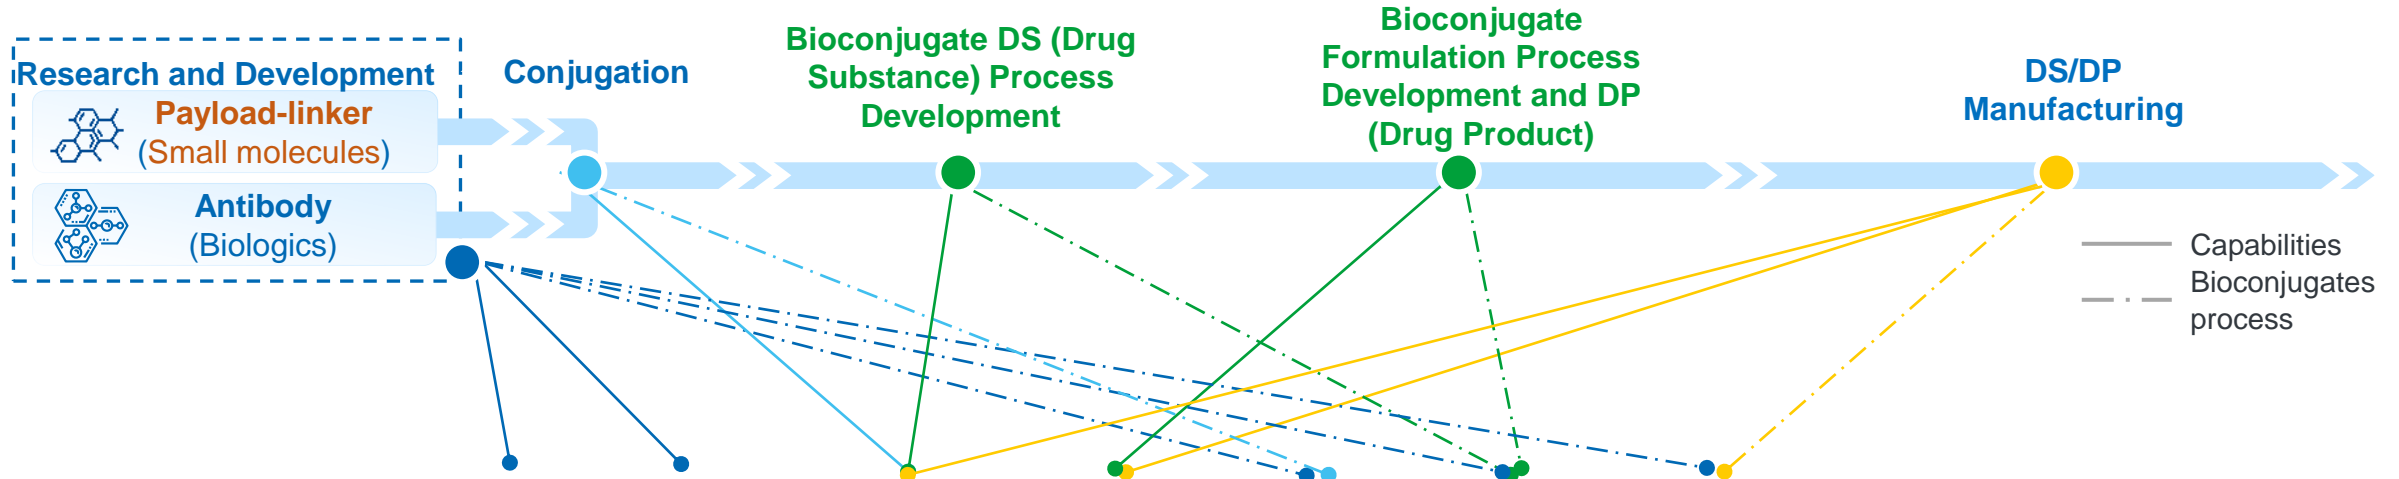 Research and Development
Payload-linker
(Small molecules)
Antibody
(Biologics)
Conjugation
Bioconjugate DS (Drug
Substance) Process
Development
Bioconjugate
Formulation Process
Development and DP
(Drug Product)
DS/DP
Manufacturing
Capabilities
Bioconjugates
process